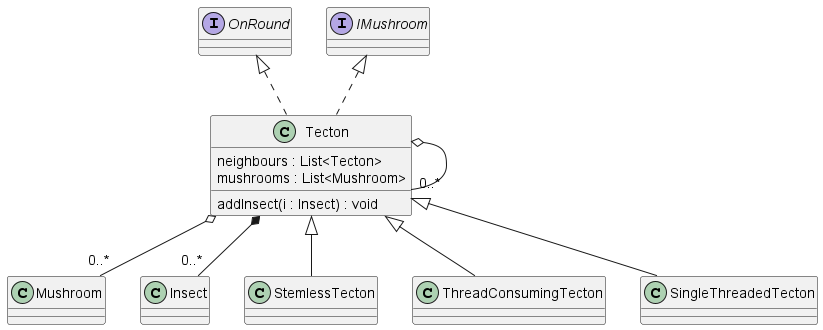 I OnRound
I IMushroom
C Tecton
neighbours : List<Tecton>
mushrooms : List<Mushroom>
addInsect(i : Insect) : void
0..*
0..*
0..*
C Mushroom
C Insect
C StemlessTecton
C ThreadConsumingTecton
C SingleThreadedTecton